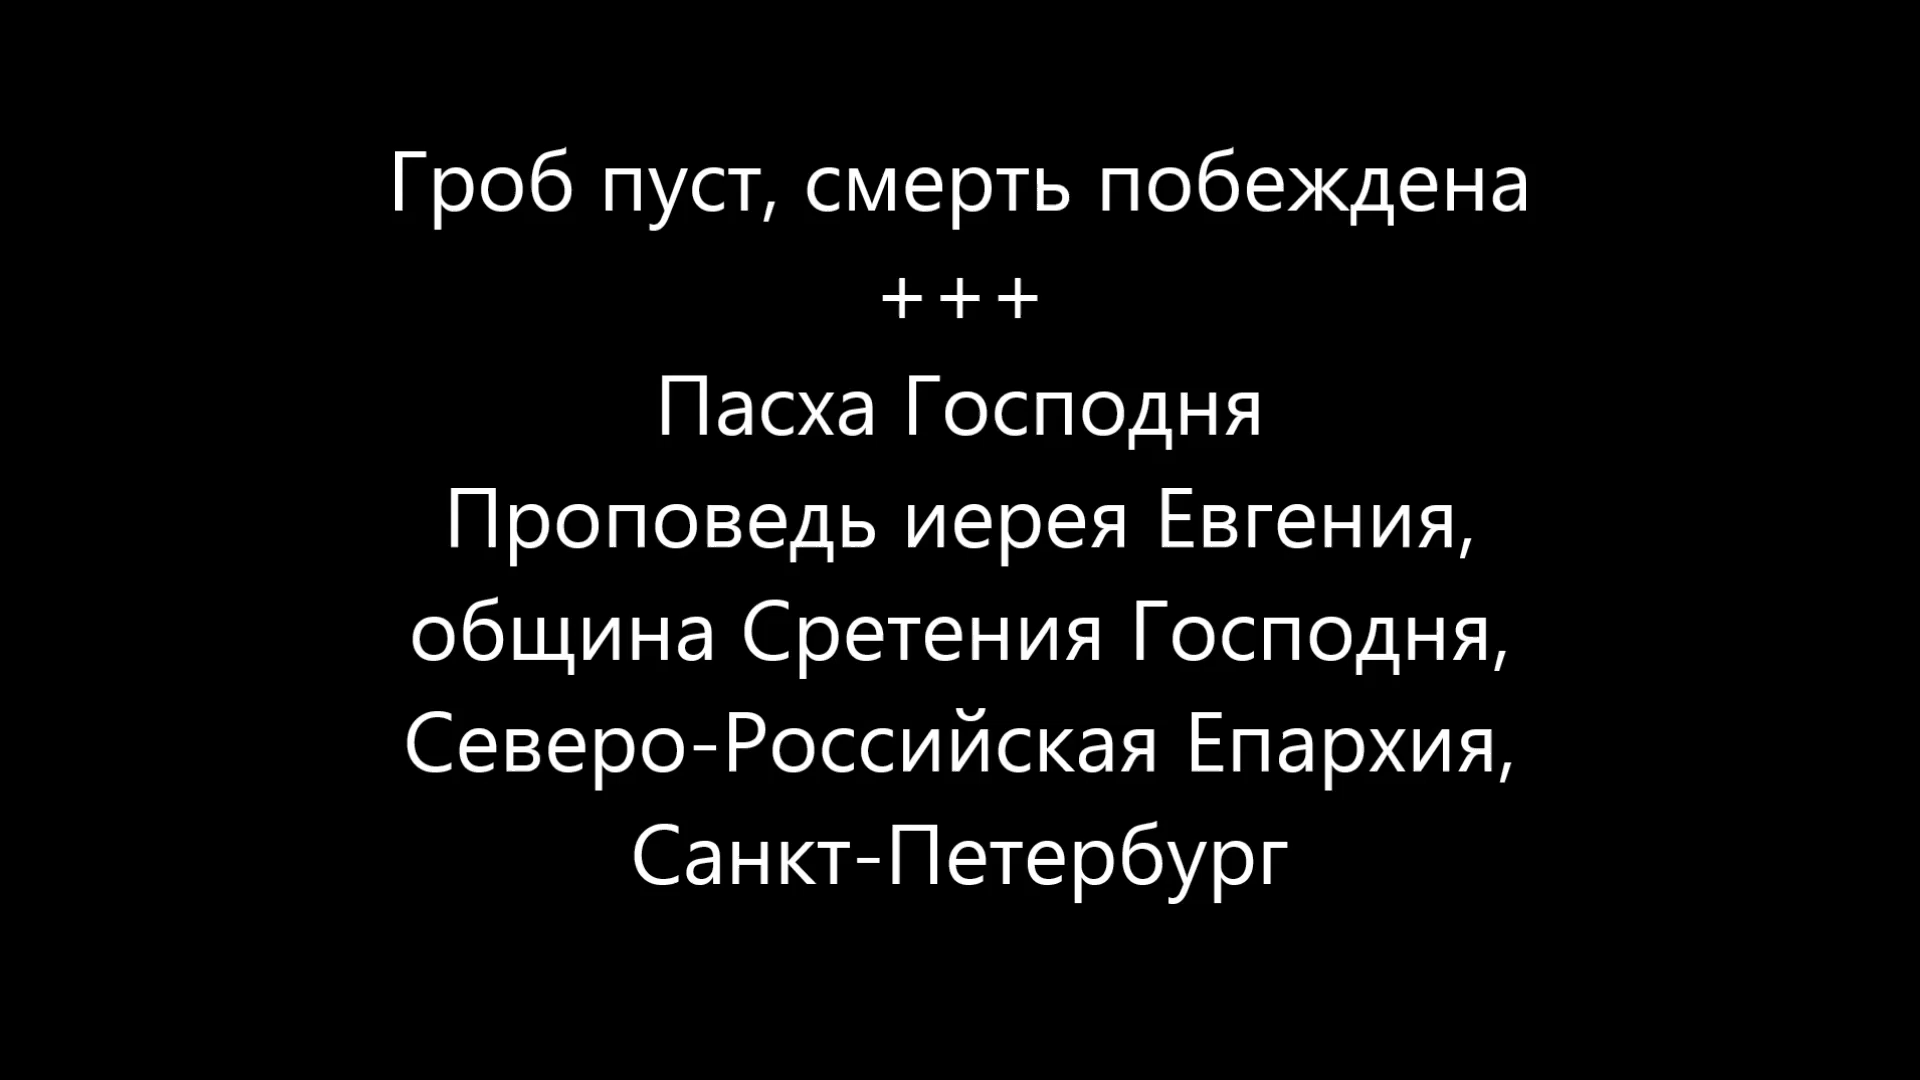 Гроб пуст, смерть побеждена
+++
Пасха Господня
Проповедь иерея Евгения,
община Сретения Господня,
Северо-Российская Епархия,
Санкт-Петербург